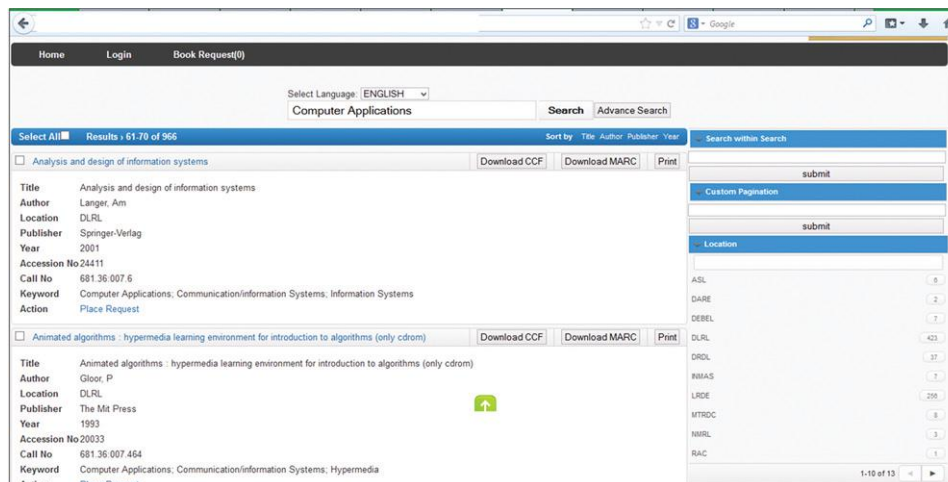 Google
Home Login Book Request(0)
Select Language: ENGLISH
Computer Applications Search Advance Search
Select All Results › 61-70 of 966 Sort by Title Author Publisher Year
Search within Search
submit
Custom Pagination
submit
Location
ASL
DARE 2
DEBEL 7
DLRL 423
DRDL 37
INMAS 7
LRDE
MTRDC 8
NMRL 3
RAC 1
1-10 of 13
Analysis and design of information systems Download CCF Download MARC Print
Title Analysis and design of information systems
Author Langer, Am
Location DLRL
Publisher Springer-Verlag
Year 2001
Accession No 24411
Call No 681.36:007.6
Keyword Computer Applications; Communication/information Systems; Information Systems
Action Place Request
Animated algorithms : hypermedia learning environment for introduction to algorithms (only cdrom) Download CCF Download MARC Print
Title Animated algorithms : hypermedia learning environment for introduction to algorithms (only cdrom)
Author Gloor, P
Location DLRL
Publisher The Mit Press
Year 1993
Accession No 20033
Call No 681.36:007.464
Keyword Computer Applications; Communication/information Systems; Hypermedia